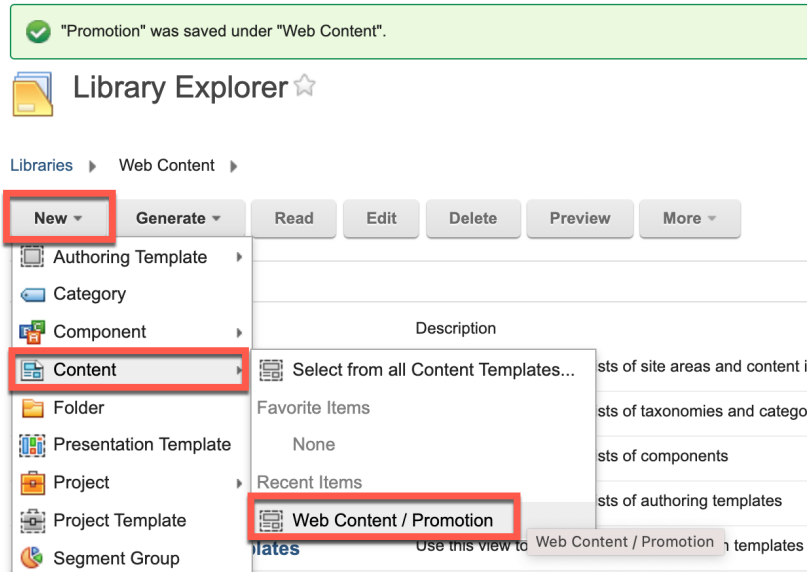 "Promotion" was saved under "Web Content".
Library Explorer
Libraries Web Content
New Generate Read Edit Delete Preview More
Authoring Template
Category
Component
Content
Folder
Presentation Template
Project
Project Template
Segment Group
Description
Select from all Content Templates...
Favorite Items
None
Recent Items
Web Content / Promotion
Web Content / Promotion
sts of site areas and content i
sts of taxonomies and catego
sts of components
sts of authoring templates
plates Use this view to n templates